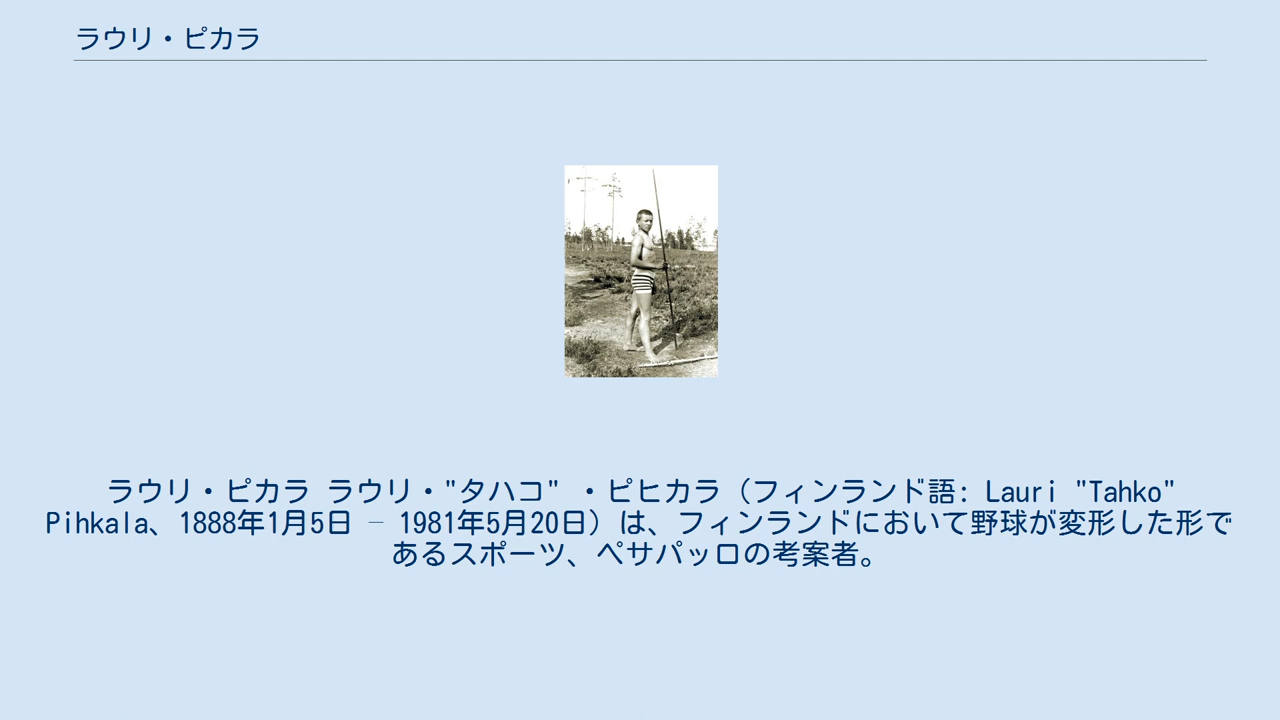 ラウリ・ピカラ
ラウリ・ピカラ ラウリ・"タハコ" ・ピヒカラ（フィンランド語: Lauri "Tahko"
Pihkala、1888年1月5日 – 1981年5月20日）は、フィンランドにおいて野球が変形した形で
あるスポーツ、ペサパッロの考案者。